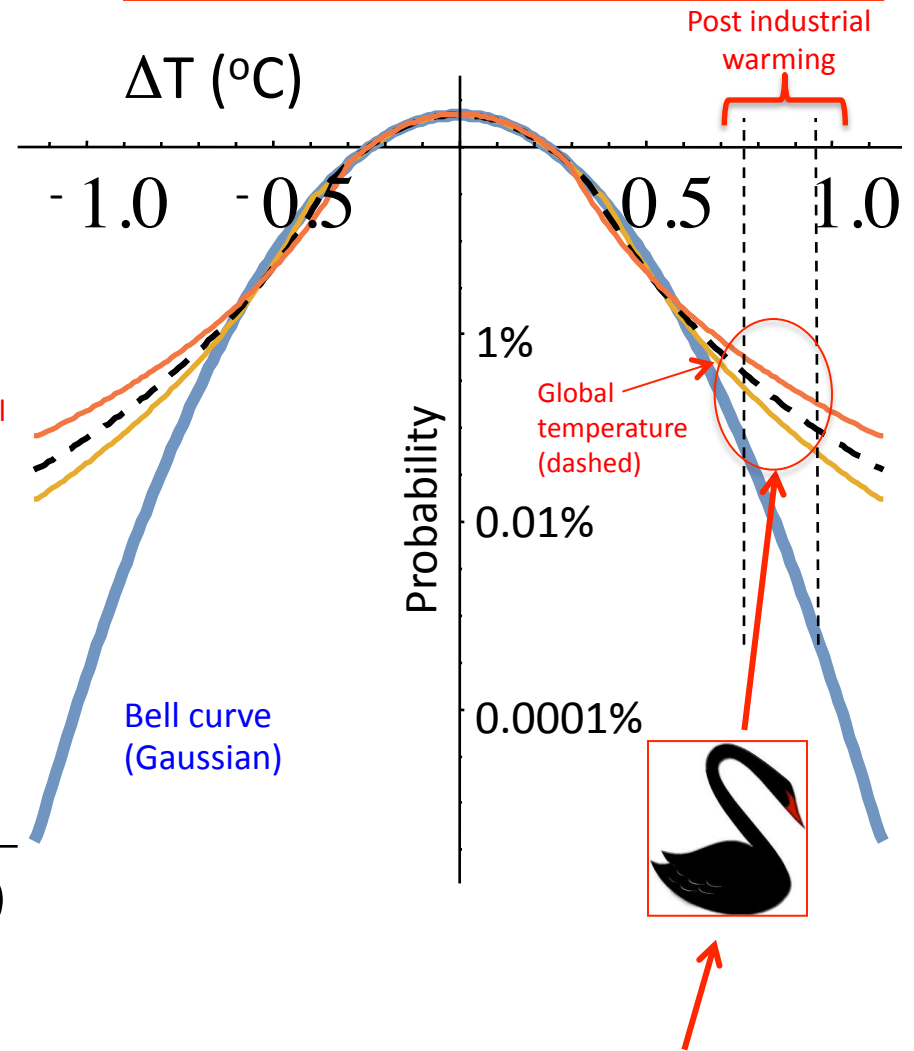 Post industrial
warming
ΔT (°C)
-1.0 -0.5 0.5 1.0
1%
Global
temperature
(dashed)
l
Probability
0.01%
0.0001%
Bell curve
(Gaussian)
)